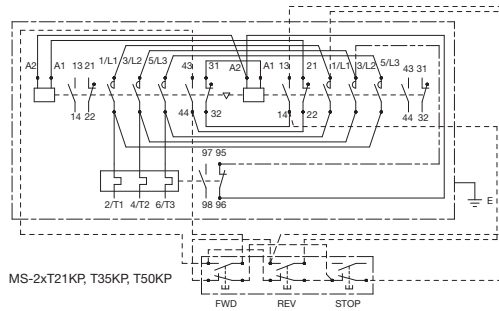 A2 A1 13 21 1/L1 3/L2 5/L3 43 31 A2 A1 13 21 1/L1 3/L2 5/L3 43 31
14 22 44 32 14 22 44 32
97 95
98 96
2/T1 4/T2 6/T3
E
MS-2xT21KP, T35KP, T50KP
FWD REV STOP